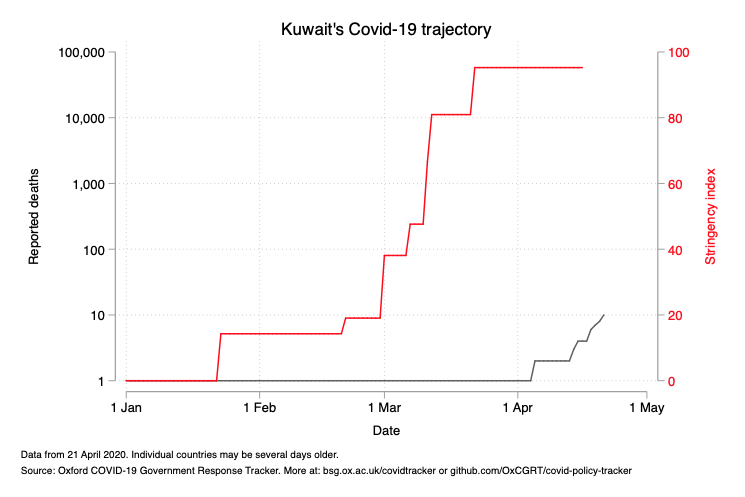 Kuwait's Covid-19 trajectory
100,000
10,000
1,000
100
10
1
Reported deaths
100
80
60
40
20
0
Stringency index
1 Jan
1 Feb
1 Mar
1 Apr
1 May
Date
Data from 21 April 2020. Individual countries may be several days older.
Source: Oxford COVID-19 Government Response Tracker. More at: bsg.ox.ac.uk/covidtracker or github.com/OxCGRT/covid-policy-tracker